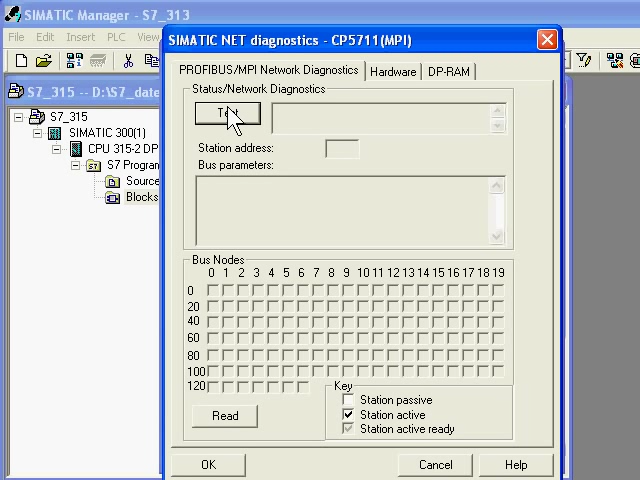 SIMATIC Manager - S7_313
File Edit Insert PLC View
SIMATIC NET diagnostics - CP5711(MPI)
S7_315 -- D:\S7_date
PROFIBUS/MPI Network Diagnostics Hardware DP-RAM
Status/Network Diagnostics
S7_315
SIMATIC 300(1)
CPU 315-2 DP
S7 Program
Source
Blocks
Station address:
Bus parameters:
Bus Nodes
0 1 2 3 4 5 6 7 8 9 10 11 12 13 14 15 16 17 18 19
0
20
40
60
80
100
120
Key
Station passive
Station active
Station active ready
Read
OK Cancel Help